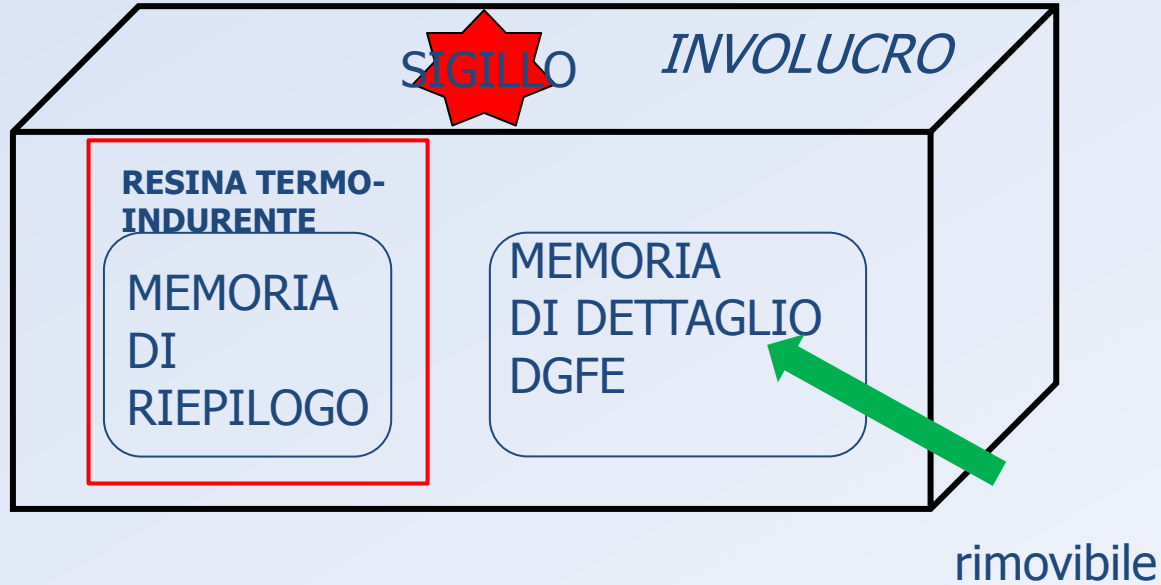 SIGILLO
INVOLUCRO
RESINA TERMO-
INDURENTE
MEMORIA
DI
RIEPILOGO
MEMORIA
DI DETTAGLIO
DGFE
rimovibile